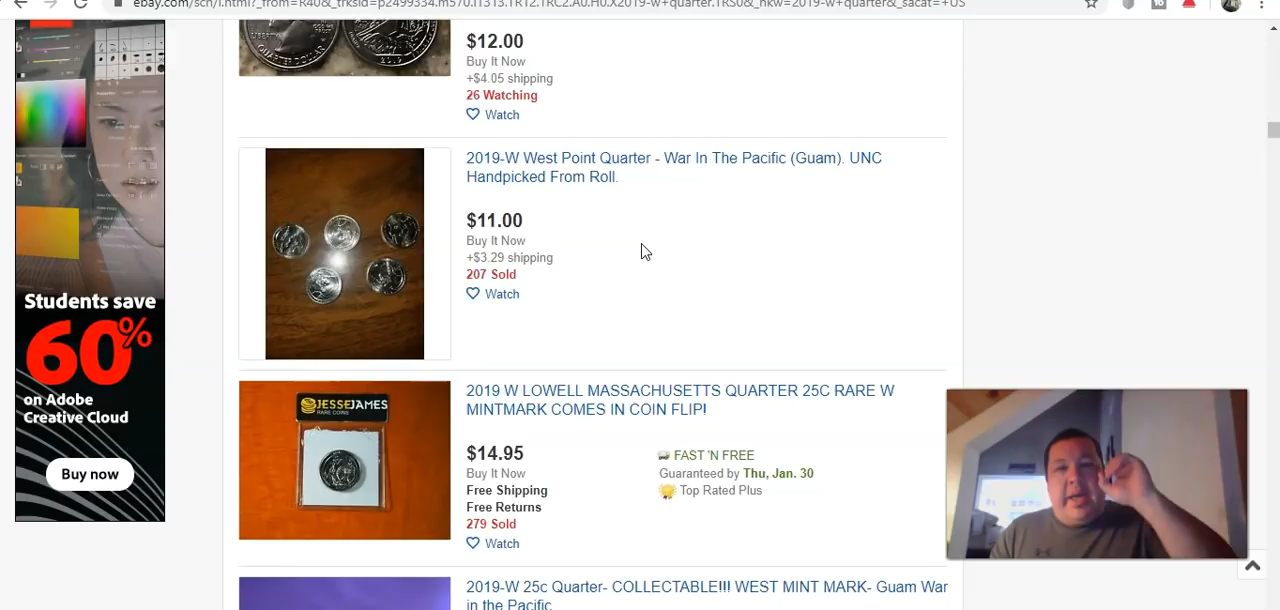 ebay.com/sch/i.html?_from=R40&_trksid=p2499334.m570.l1313.TR12.TRC2.A0.H0.X2019-w+quarter.TRS0&_nkw=2019-w+quarter&_sacat=
LIBERTY
QUARTER DOLLAR
2019
$12.00
Buy It Now
+$4.05 shipping
26 Watching
Watch
2019-W West Point Quarter - War In The Pacific (Guam). UNC
Handpicked From Roll.
$11.00
Buy It Now
+$3.29 shipping
207 Sold
Watch
Students save
60%
on Adobe
Creative Cloud
Buy now
JESSEJAMES
RARE COINS
2019 W LOWELL MASSACHUSETTS QUARTER 25C RARE W
MINTMARK COMES IN COIN FLIP!
$14.95
Buy It Now
Free Shipping
Free Returns
279 Sold
Watch
FAST 'N FREE
Guaranteed by Thu, Jan. 30
Top Rated Plus
2019-W 25c Quarter- COLLECTABLE!!! WEST MINT MARK- Guam War
in the Pacific